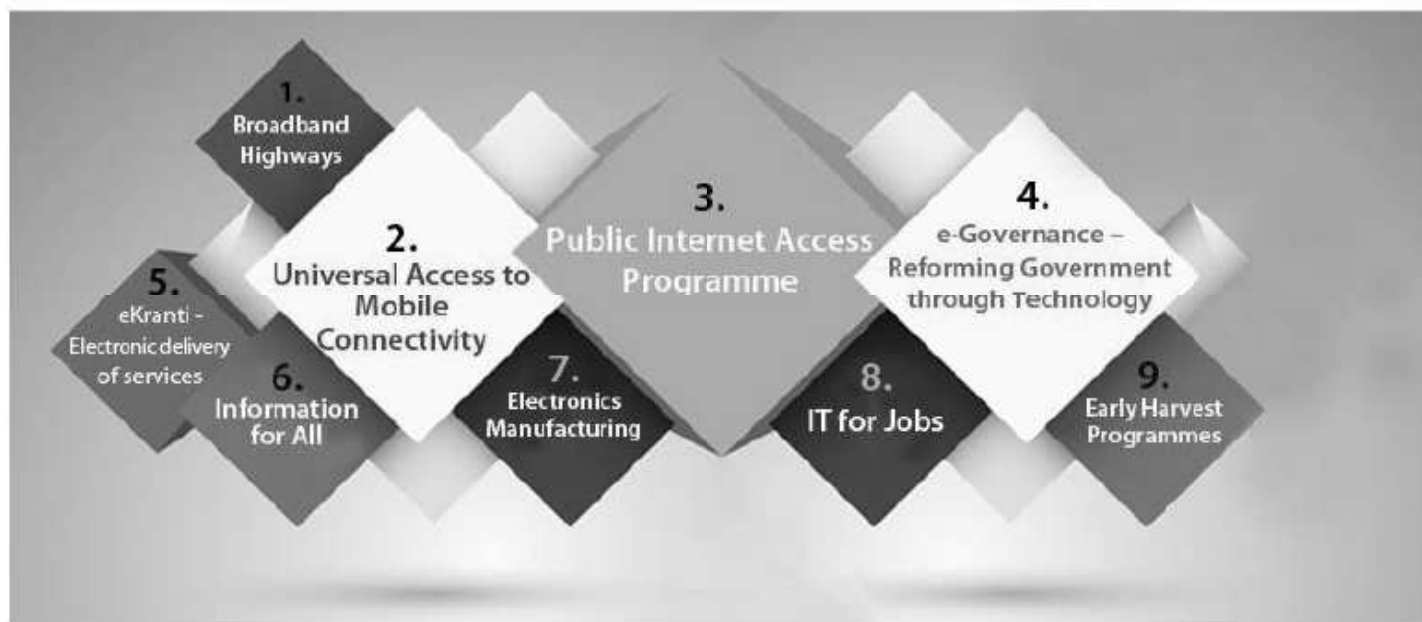 1.
Broadband
Highways
2.
Universal Access to
Mobile
Connectivity
3.
Public Internet Access
Programme
4.
e-Governance –
Reforming Government
through Technology
5.
eKranti -
Electronic delivery
of services
6.
Information
for All
7.
Electronics
Manufacturing
8.
IT for Jobs
9.
Early Harvest
Programmes